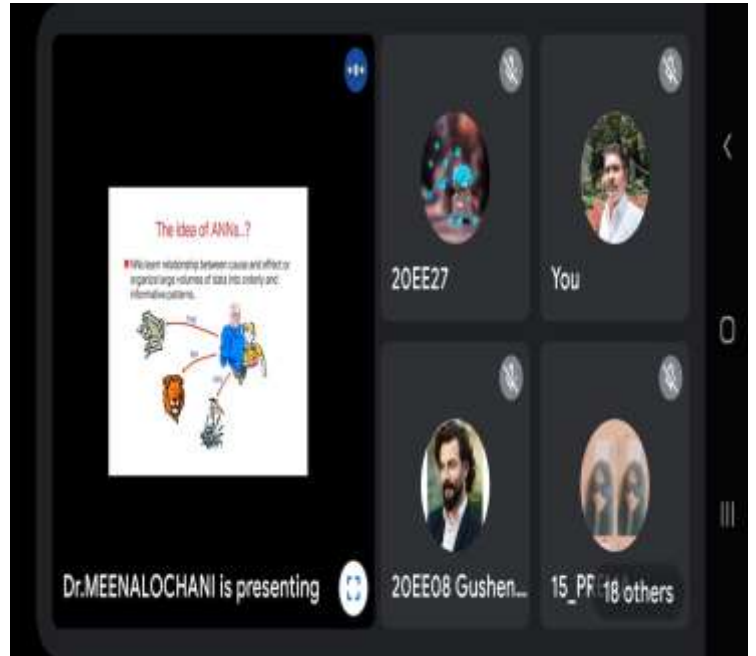 The idea of ANNs..?
NNs learn relationship between cause and effect or
organize large volumes of data into orderly and
informative patterns.
Dr.MEENALOCHANI is presenting
20EE27
You
20EE08 Gushen...
15_PR
18 others